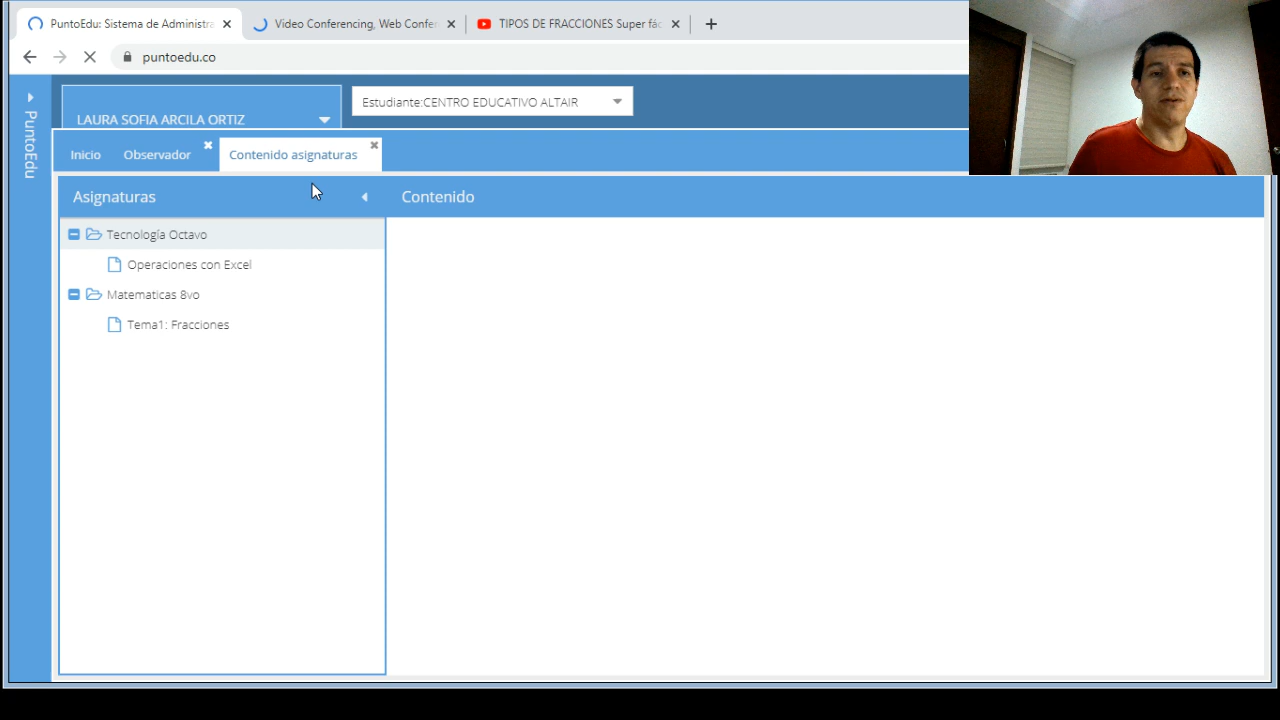 PuntoEdu: Sistema de Administra
Video Conferencing, Web Confer
TIPOS DE FRACCIONES Super fác
puntoedu.co
PuntoEdu
LAURA SOFIA ARCILA ORTIZ
Estudiante:CENTRO EDUCATIVO ALTAIR
Inicio
Observador
Contenido asignaturas
Asignaturas
Contenido
Tecnología Octavo
Operaciones con Excel
Matematicas 8vo
Tema1: Fracciones